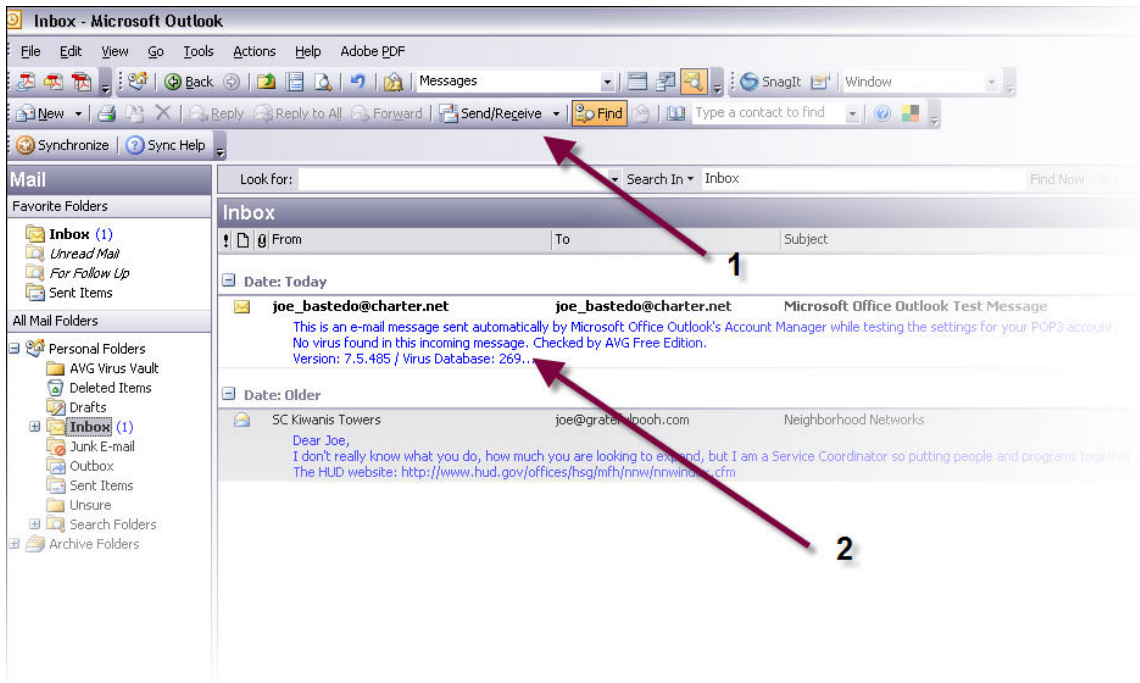 Inbox - Microsoft Outlook
File Edit View Go Tools Actions Help Adobe PDF
Back Messages SnagIt Window
New Reply Reply to All Forward Send/Receive Find Type a contact to find
Synchronize Sync Help
Mail
Look for: Search In Inbox Find Now
Favorite Folders
Inbox (1)
Unread Mail
For Follow Up
Sent Items
All Mail Folders
Personal Folders
AVG Virus Vault
Deleted Items
Drafts
Inbox (1)
Junk E-mail
Outbox
Sent Items
Unsure
Search Folders
Archive Folders
Inbox
! From To Subject
1
Date: Today
joe_bastedo@charter.net joe_bastedo@charter.net Microsoft Office Outlook Test Message
This is an e-mail message sent automatically by Microsoft Office Outlook's Account Manager while testing the settings for your POP3 account.
No virus found in this incoming message. Checked by AVG Free Edition.
Version: 7.5.485 / Virus Database: 269...
Date: Older
SC Kiwanis Towers joe@gratefulpooh.com Neighborhood Networks
Dear Joe,
I don't really know what you do, how much you are looking to expand, but I am a Service Coordinator so putting people and programs together
The HUD website: http://www.hud.gov/offices/hsg/mfh/nnw/nnwindex.cfm
2